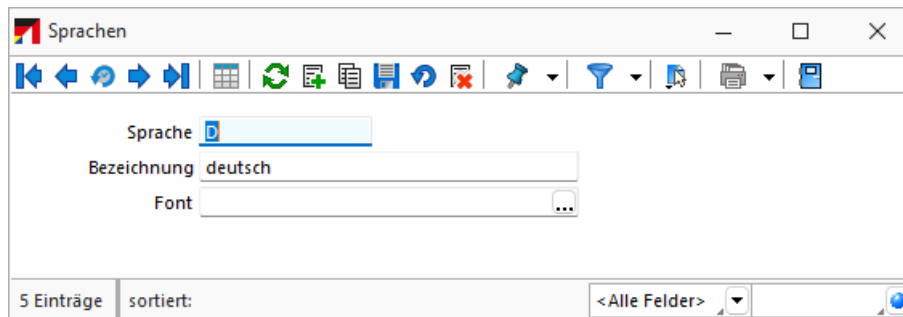 Sprachen
Sprache D
Bezeichnung deutsch
Font ...
5 Einträge sortiert: <Alle Felder>